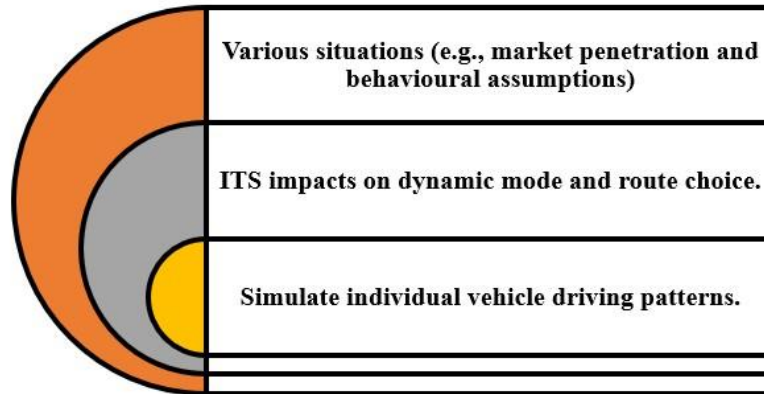 Various situations (e.g., market penetration and
behavioural assumptions)
ITS impacts on dynamic mode and route choice.
Simulate individual vehicle driving patterns.